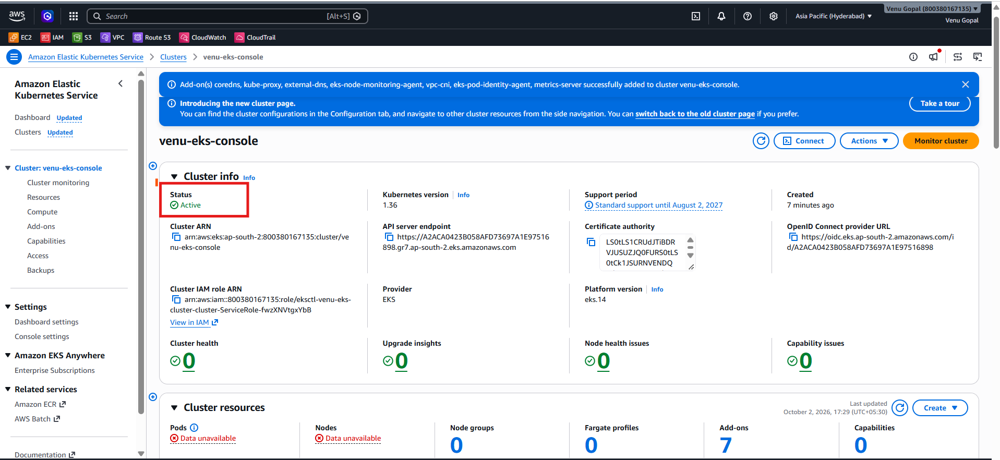 aws
Search [Alt+S]
Asia Pacific (Hyderabad)
Venu Gopal (800380167135)
Venu Gopal
EC2 IAM S3 VPC Route 53 CloudWatch CloudTrail
Amazon Elastic Kubernetes Service > Clusters > venu-eks-console
Amazon Elastic
Kubernetes Service
Dashboard Updated
Clusters Updated
Cluster: venu-eks-console
Cluster monitoring
Resources
Compute
Add-ons
Capabilities
Access
Backups
Settings
Dashboard settings
Console settings
Amazon EKS Anywhere
Enterprise Subscriptions
Related services
Amazon ECR
AWS Batch
Documentation
Add-on(s) coredns, kube-proxy, external-dns, eks-node-monitoring-agent, vpc-cni, eks-pod-identity-agent, metrics-server successfully added to cluster venu-eks-console.
Introducing the new cluster page.
You can find the cluster configurations in the Configuration tab, and navigate to other cluster resources from the side navigation. You can switch back to the old cluster page if you prefer.
Take a tour
venu-eks-console
Connect Actions Monitor cluster
Cluster info Info
Status
Active
Kubernetes version Info
1.36
Support period
Standard support until August 2, 2027
Created
7 minutes ago
Cluster ARN
arn:aws:eks:ap-south-2:800380167135:cluster/ve
nu-eks-console
API server endpoint
https://A2ACA0423B058AFD73697A1E97516
898.gr7.ap-south-2.eks.amazonaws.com
Certificate authority
LS0tLS1CRUdJTiBDR
VJUSUZJQ0FURS0tLS
0tCk1JSURNVENDQ
OpenID Connect provider URL
https://oidc.eks.ap-south-2.amazonaws.com/i
d/A2ACA0423B058AFD73697A1E97516898
Cluster IAM role ARN
arn:aws:iam::800380167135:role/eksctl-venu-eks-
cluster-cluster-ServiceRole-fwzXNVtgxYbB
View in IAM
Provider
EKS
Platform version Info
eks.14
Cluster health
0
Upgrade insights
0
Node health issues
0
Capability issues
0
Cluster resources
Last updated
October 2, 2026, 17:29 (UTC+05:30)
Create
Pods
Data unavailable
Nodes
Data unavailable
Node groups
0
Fargate profiles
0
Add-ons
7
Capabilities
0